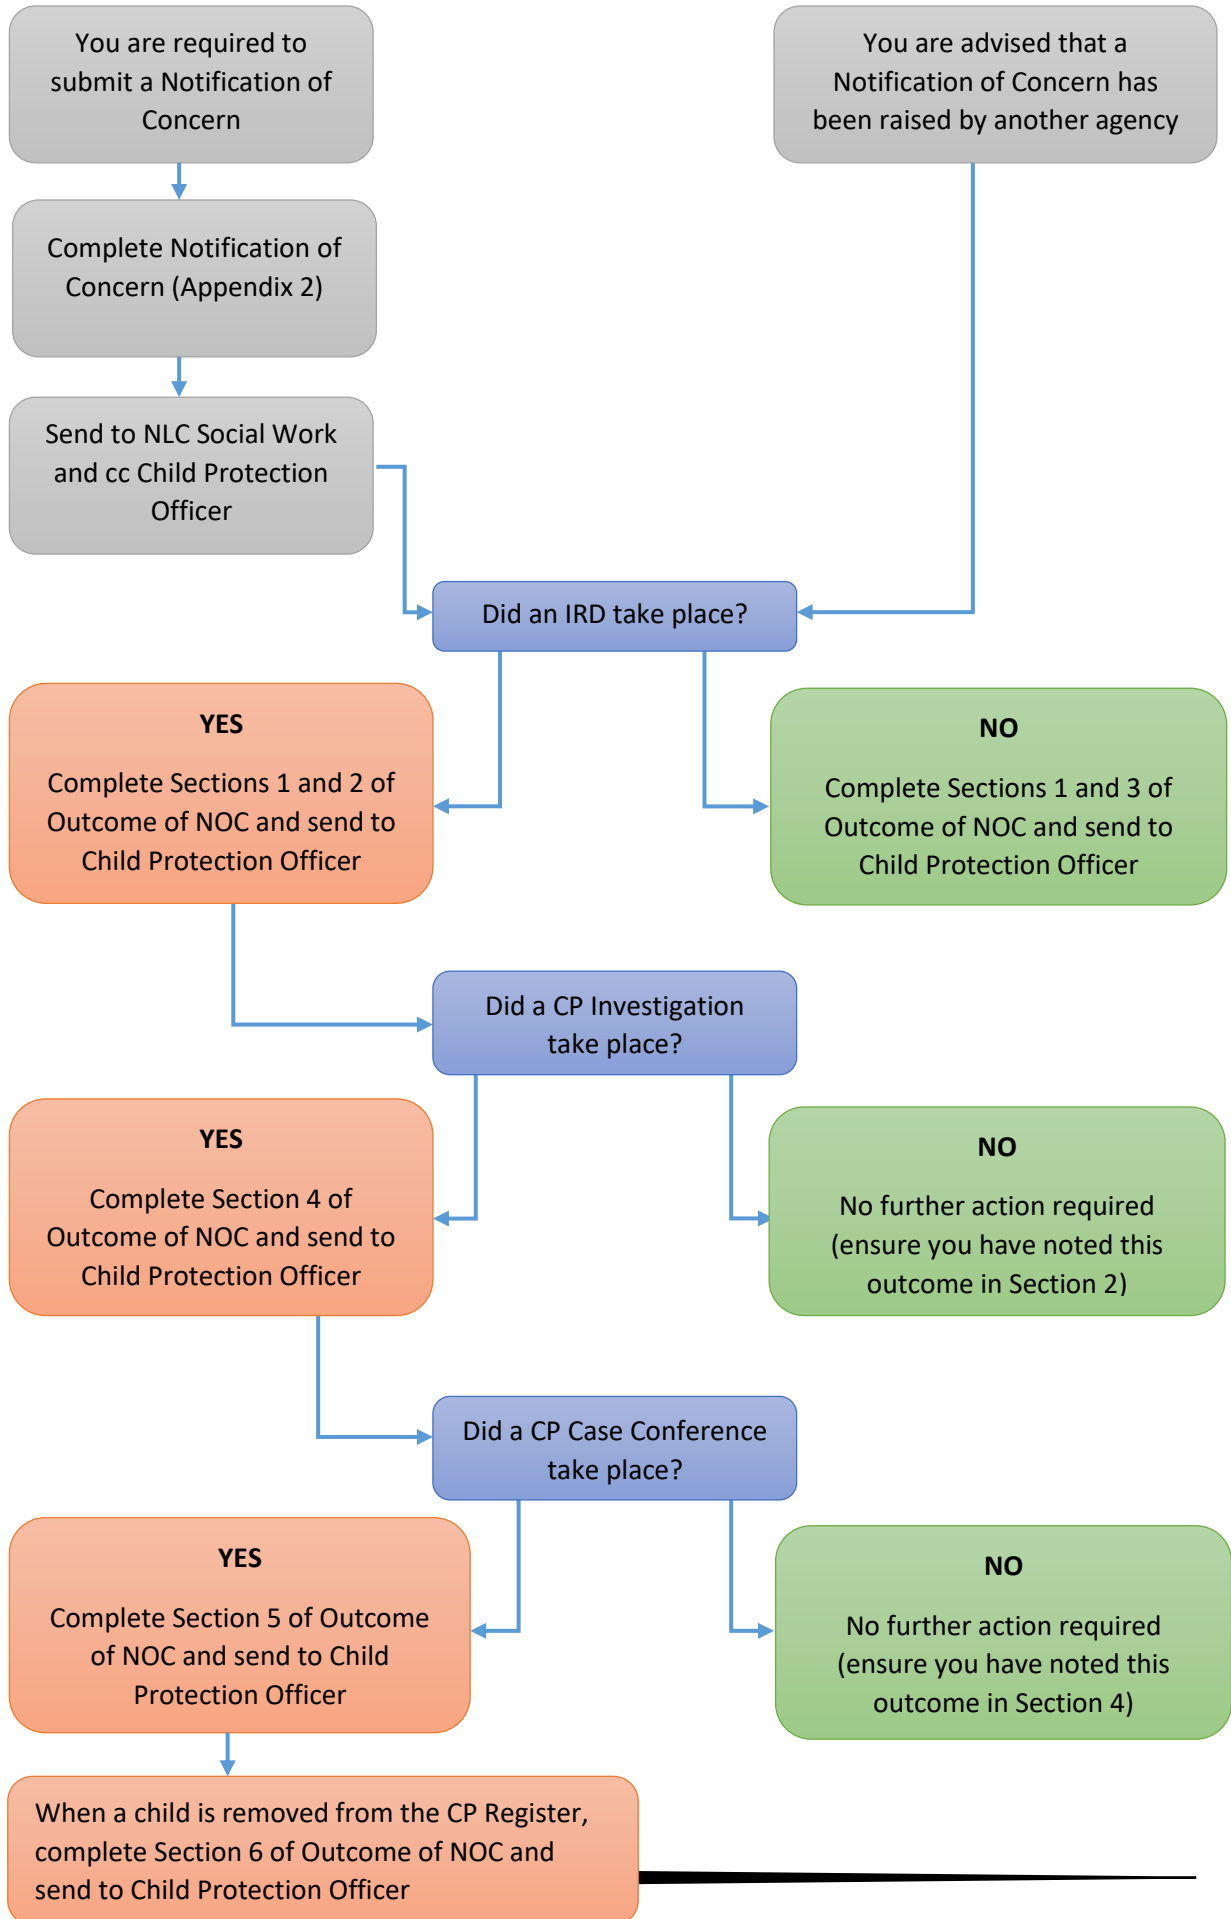 You are required to
submit a Notification of
Concern
You are advised that a
Notification of Concern has
been raised by another agency
Complete Notification of
Concern (Appendix 2)
Send to NLC Social Work
and cc Child Protection
Officer
Did an IRD take place?
YES
Complete Sections 1 and 2 of
Outcome of NOC and send to
Child Protection Officer
NO
Complete Sections 1 and 3 of
Outcome of NOC and send to
Child Protection Officer
Did a CP Investigation
take place?
YES
Complete Section 4 of
Outcome of NOC and send to
Child Protection Officer
NO
No further action required
(ensure you have noted this
outcome in Section 2)
Did a CP Case Conference
take place?
YES
Complete Section 5 of Outcome
of NOC and send to Child
Protection Officer
NO
No further action required
(ensure you have noted this
outcome in Section 4)
When a child is removed from the CP Register,
complete Section 6 of Outcome of NOC and
send to Child Protection Officer